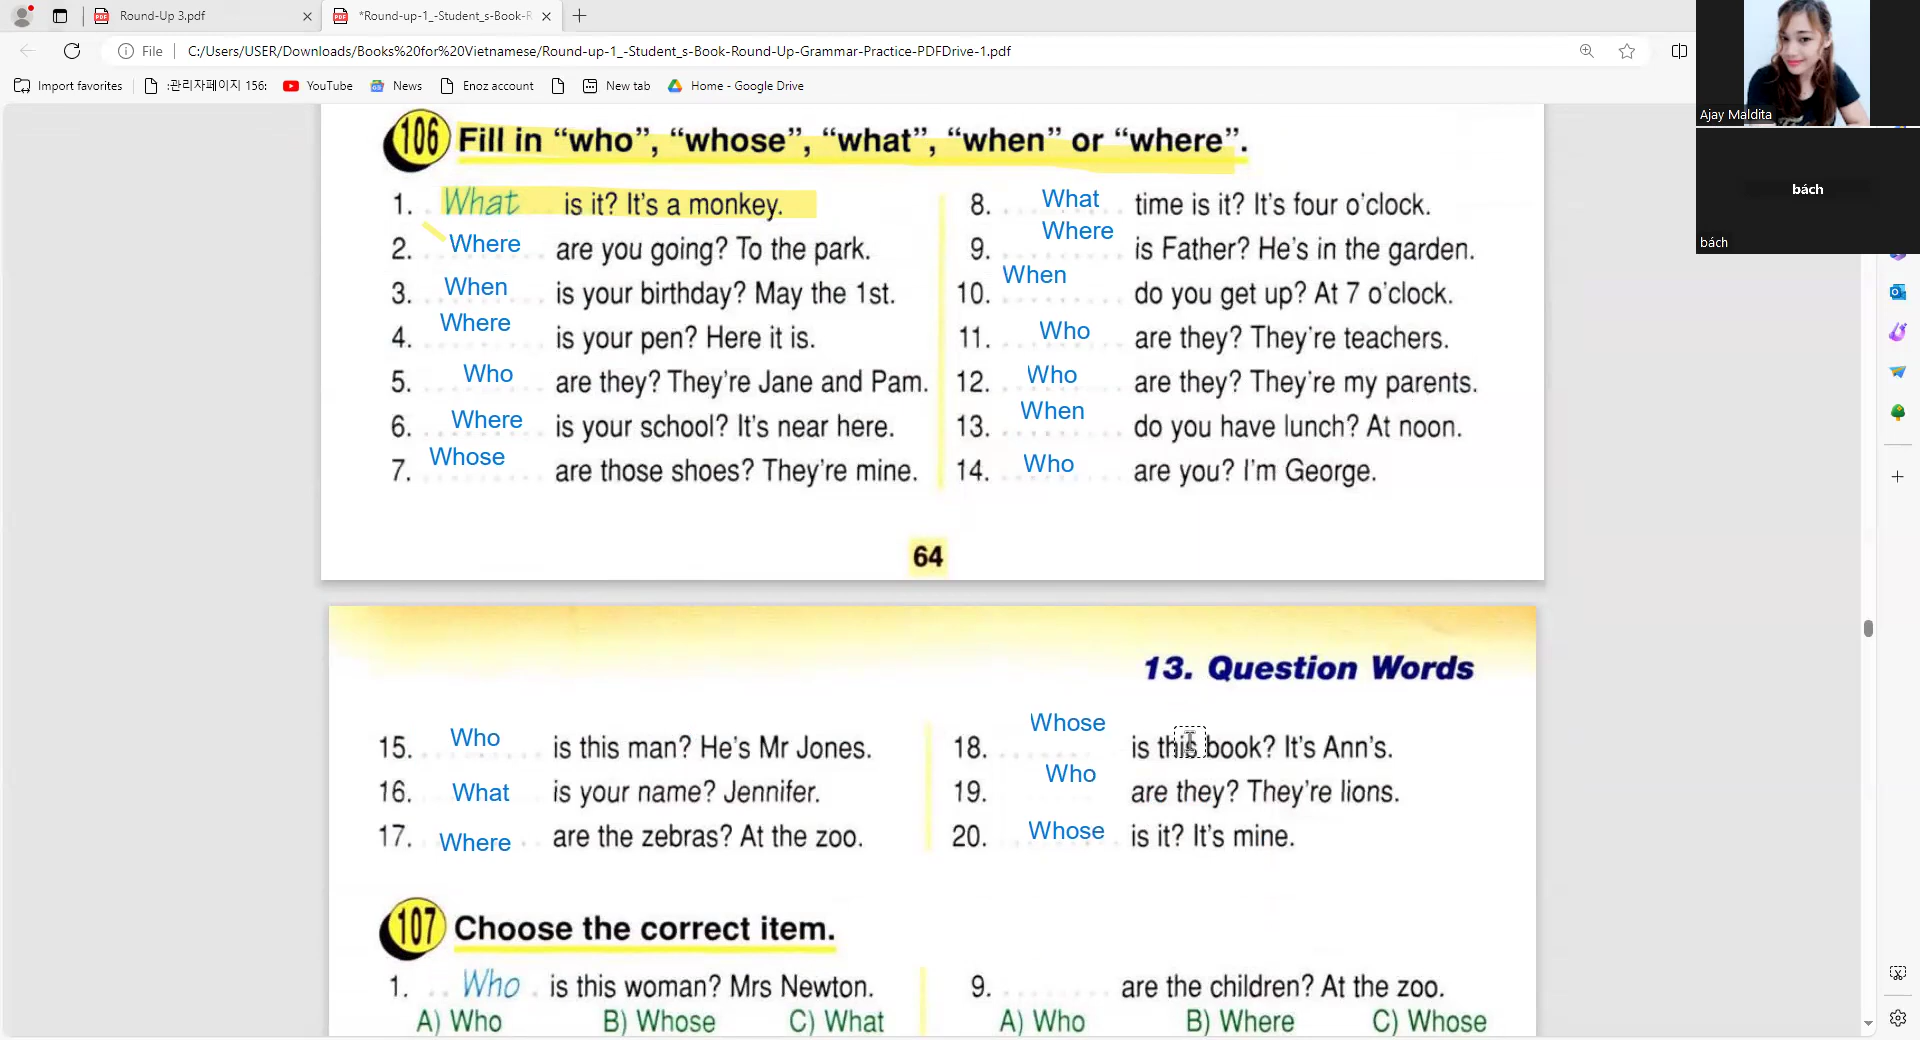 Round-Up 3.pdf
*Round-up-1_-Student_s-Book-R
File
C:/Users/USER/Downloads/Books%20for%20Vietnamese/Round-up-1_-Student_s-Book-Round-Up-Grammar-Practice-PDFDrive-1.pdf
Import favorites
:관리자페이지 156:
YouTube
News
Enoz account
New tab
Home - Google Drive
Ajay Maldita
bách
bách
106 Fill in “who”, “whose”, “what”, “when” or “where”.
1. What is it? It's a monkey.
2. Where are you going? To the park.
3. When is your birthday? May the 1st.
4. Where is your pen? Here it is.
5. Who are they? They're Jane and Pam.
6. Where is your school? It's near here.
7. Whose are those shoes? They're mine.
8. What time is it? It's four o'clock.
9. Where is Father? He's in the garden.
10. When do you get up? At 7 o'clock.
11. Who are they? They're teachers.
12. Who are they? They're my parents.
13. When do you have lunch? At noon.
14. Who are you? I'm George.
64
13. Question Words
15. Who is this man? He's Mr Jones.
16. What is your name? Jennifer.
17. Where are the zebras? At the zoo.
18. Whose is this book? It's Ann's.
19. Who are they? They're lions.
20. Whose is it? It's mine.
107 Choose the correct item.
1. Who is this woman? Mrs Newton.
A) Who B) Whose C) What
9. are the children? At the zoo.
A) Who B) Where C) Whose